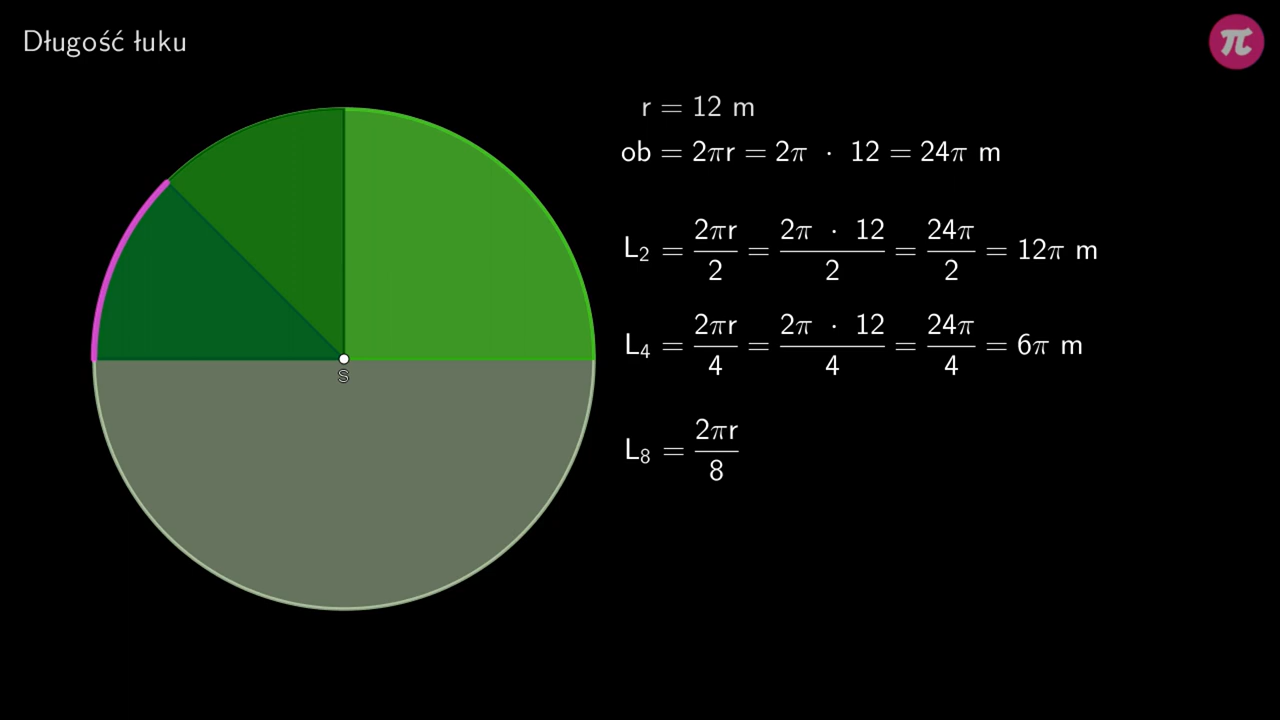 Długość łuku
π
r = 12 m
ob = 2πr = 2π · 12 = 24π m
L₂ = 2πr/2 = 2π · 12/2 = 24π/2 = 12π m
L₄ = 2πr/4 = 2π · 12/4 = 24π/4 = 6π m
S
L₈ = 2πr/8